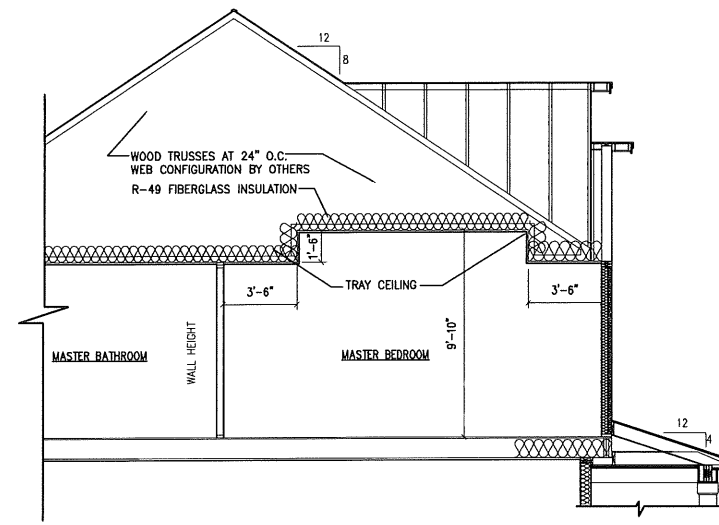 12
8
WOOD TRUSSES AT 24" O.C.
WEB CONFIGURATION BY OTHERS
R-49 FIBERGLASS INSULATION
1'-6"
TRAY CEILING
3'-6"
3'-6"
WALL HEIGHT
9'-10"
MASTER BATHROOM
MASTER BEDROOM
12
4